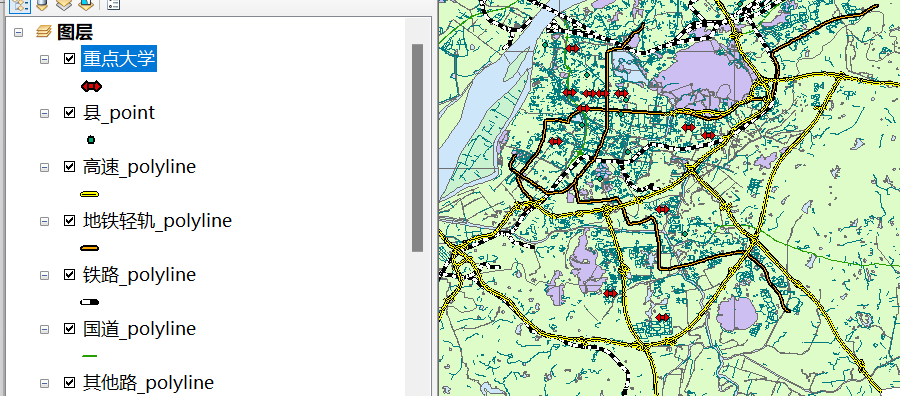 图层
重点大学
县_point
高速_polyline
地铁轻轨_polyline
铁路_polyline
国道_polyline
其他路_polyline